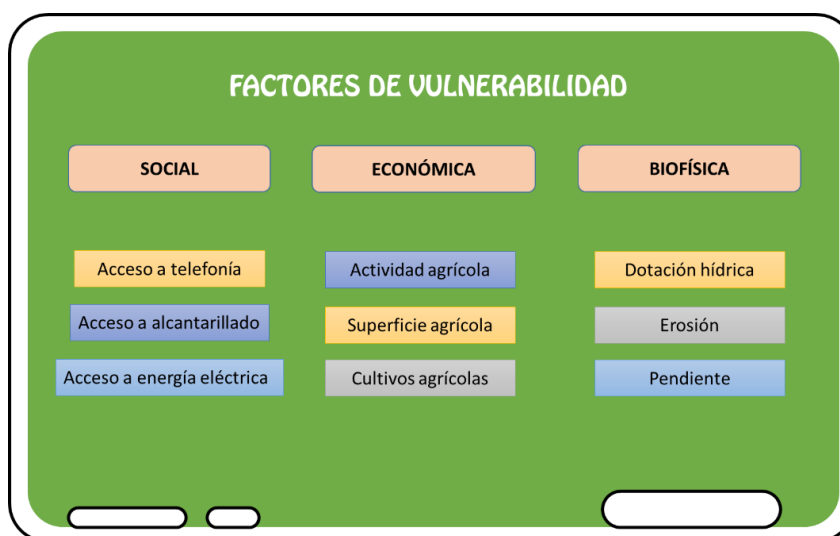 FACTORES DE VULNERABILIDAD
SOCIAL
ECONÓMICA
BIOFÍSICA
Acceso a telefonía
Actividad agrícola
Dotación hídrica
Acceso a alcantarillado
Superficie agrícola
Erosión
Acceso a energía eléctrica
Cultivos agrícolas
Pendiente